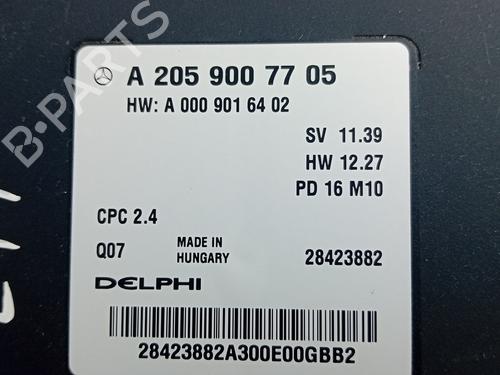 A 205 900 77 05
HW: A 000 901 64 02
SV 11.39
HW 12.27
PD 16 M10
CPC 2.4
Q07
MADE IN
HUNGARY
28423882
DELPHI
28423882A300E00GBB2
B-PARTS